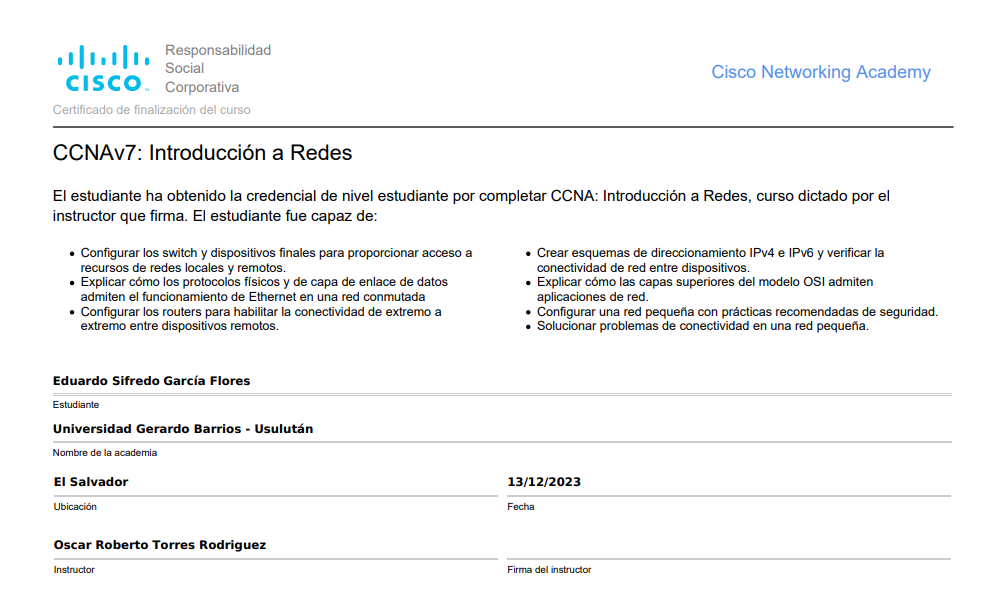 Responsabilidad
Social
Corporativa
CISCO
Cisco Networking Academy
Certificado de finalización del curso
CCNAv7: Introducción a Redes
El estudiante ha obtenido la credencial de nivel estudiante por completar CCNA: Introducción a Redes, curso dictado por el
instructor que firma. El estudiante fue capaz de:
• Configurar los switch y dispositivos finales para proporcionar acceso a
recursos de redes locales y remotos.
• Explicar cómo los protocolos físicos y de capa de enlace de datos
admiten el funcionamiento de Ethernet en una red conmutada
• Configurar los routers para habilitar la conectividad de extremo a
extremo entre dispositivos remotos.
• Crear esquemas de direccionamiento IPv4 e IPv6 y verificar la
conectividad de red entre dispositivos.
• Explicar cómo las capas superiores del modelo OSI admiten
aplicaciones de red.
• Configurar una red pequeña con prácticas recomendadas de seguridad.
• Solucionar problemas de conectividad en una red pequeña.
Eduardo Sifredo García Flores
Estudiante
Universidad Gerardo Barrios - Usulután
Nombre de la academia
El Salvador
Ubicación
13/12/2023
Fecha
Oscar Roberto Torres Rodriguez
Instructor
Firma del instructor